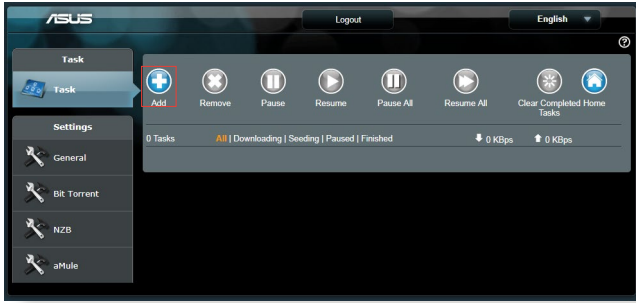 ASUS
Logout
English
?
Task
Task
Add
Remove
Pause
Resume
Pause All
Resume All
Clear Completed Tasks
Home
0 Tasks
All | Downloading | Seeding | Paused | Finished
0 KBps
0 KBps
Settings
General
Bit Torrent
NZB
aMule